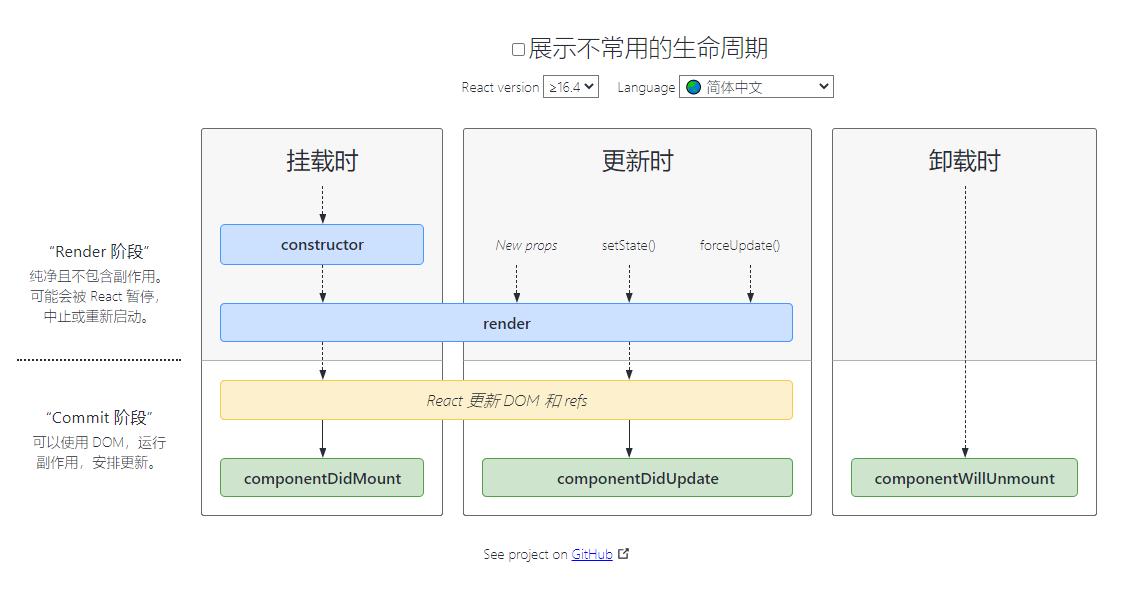 展示不常用的生命周期
React version ≥16.4 Language 简体中文
挂载时
更新时
卸载时
“Render 阶段”
纯净且不包含副作用。
可能会被 React 暂停，
中止或重新启动。
constructor
New props
setState()
forceUpdate()
render
“Commit 阶段”
可以使用 DOM，运行
副作用，安排更新。
React 更新 DOM 和 refs
componentDidMount
componentDidUpdate
componentWillUnmount
See project on GitHub